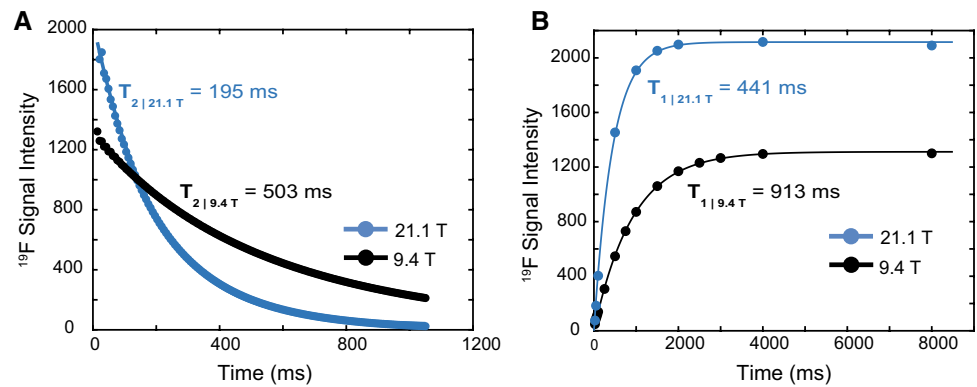 A
¹⁹F Signal Intensity
2000
1600
1200
800
400
0
T₂ | 21.1 T = 195 ms
T₂ | 9.4 T = 503 ms
21.1 T
9.4 T
0 400 800 1200
Time (ms)
B
¹⁹F Signal Intensity
2000
1600
1200
800
400
0
T₁ | 21.1 T = 441 ms
T₁ | 9.4 T = 913 ms
21.1 T
9.4 T
0 2000 4000 6000 8000
Time (ms)